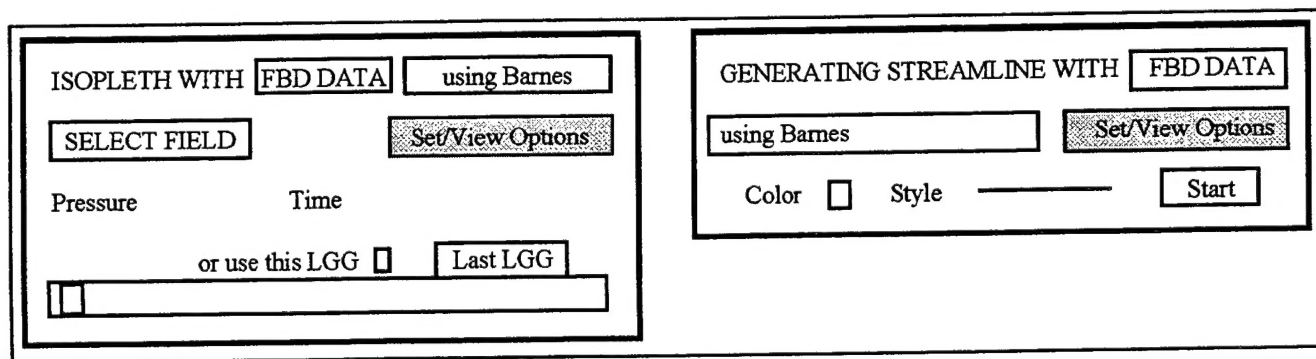 ISOPLETH WITH FBD DATA using Barnes
SELECT FIELD Set/View Options
Pressure Time
or use this LGG Last LGG
GENERATING STREAMLINE WITH FBD DATA
using Barnes Set/View Options
Color Style Start